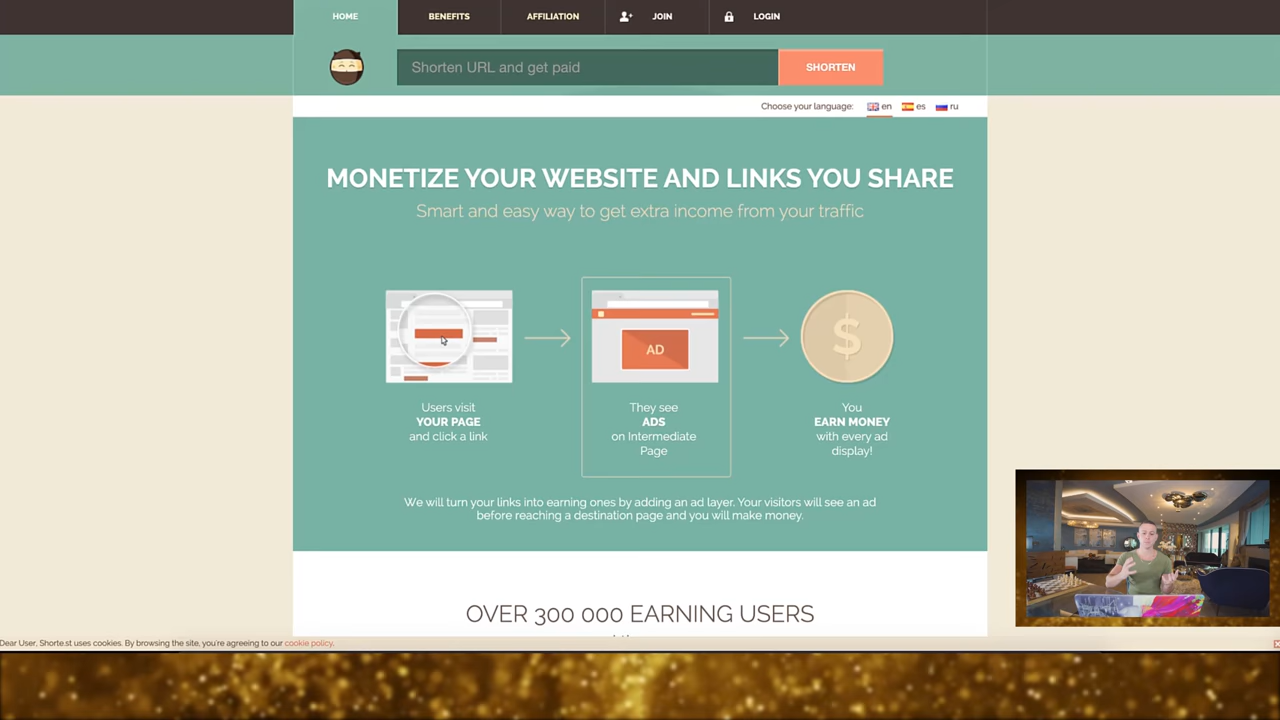 HOME
BENEFITS
AFFILIATION
JOIN
LOGIN
Shorten URL and get paid
SHORTEN
Choose your language:
en
es
ru
MONETIZE YOUR WEBSITE AND LINKS YOU SHARE
Smart and easy way to get extra income from your traffic
AD
$
Users visit
YOUR PAGE
and click a link
They see
ADS
on Intermediate
Page
You
EARN MONEY
with every ad
display!
We will turn your links into earning ones by adding an ad layer. Your visitors will see an ad
before reaching a destination page and you will make money.
OVER 300 000 EARNING USERS
Dear User, Shorte.st uses cookies. By browsing the site, you're agreeing to our cookie policy.